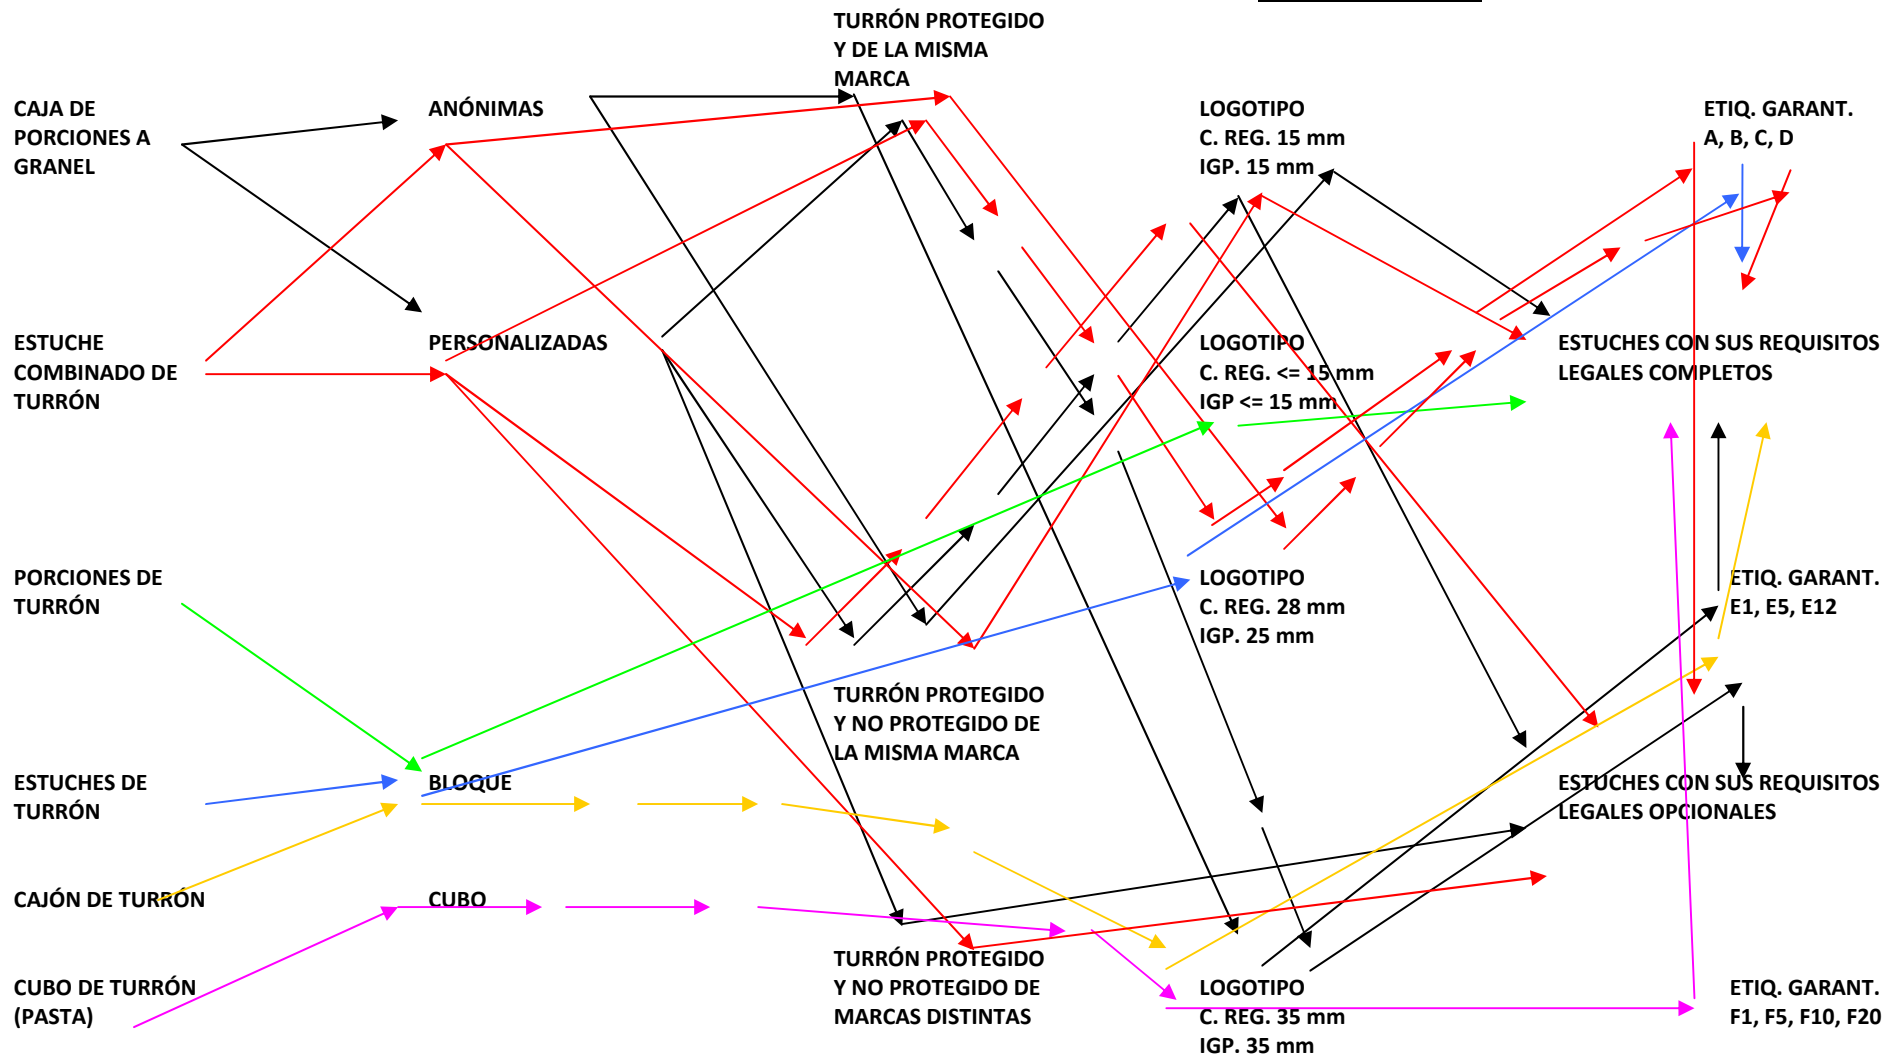 TURRÓN PROTEGIDO
Y DE LA MISMA
MARCA
CAJA DE
PORCIONES A
GRANEL
ANÓNIMAS
LOGOTIPO
C. REG. 15 mm
IGP. 15 mm
ETIQ. GARANT.
A, B, C, D
ESTUCHE
COMBINADO DE
TURRÓN
PERSONALIZADAS
LOGOTIPO
C. REG. <= 15 mm
IGP <= 15 mm
ESTUCHES CON SUS REQUISITOS
LEGALES COMPLETOS
PORCIONES DE
TURRÓN
LOGOTIPO
C. REG. 28 mm
IGP. 25 mm
ETIQ. GARANT.
E1, E5, E12
TURRÓN PROTEGIDO
Y NO PROTEGIDO DE
LA MISMA MARCA
ESTUCHES DE
TURRÓN
BLOQUE
ESTUCHES CON SUS REQUISITOS
LEGALES OPCIONALES
CAJÓN DE TURRÓN
CUBO
TURRÓN PROTEGIDO
Y NO PROTEGIDO DE
MARCAS DISTINTAS
CUBO DE TURRÓN
(PASTA)
LOGOTIPO
C. REG. 35 mm
IGP. 35 mm
ETIQ. GARANT.
F1, F5, F10, F20